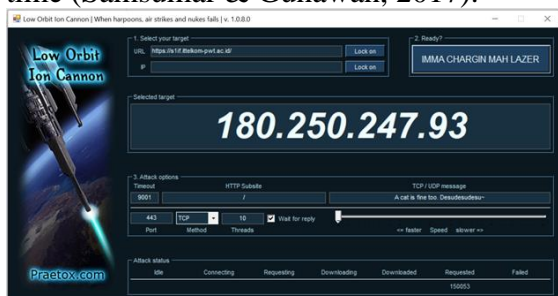 time (Samsumar & Gunawan, 2017).
Low Orbit Ion Cannon | When harpoons, air strikes and nukes fails | v. 1.0.8.0
Low Orbit
Ion Cannon
1. Select your target
URL https://s1if.ittelkom-pwt.ac.id/ Lock on
IP Lock on
2. Ready?
IMMA CHARGIN MAH LAZER
Selected target
180.250.247.93
3. Attack options
Timeout HTTP Subsite TCP / UDP message
9001 / A cat is fine too. Desudesudesu~
443 TCP 10 Wait for reply
Port Method Threads <= faster Speed slower =>
Attack status
Idle Connecting Requesting Downloading Downloaded Requested Failed
150853
Praetox.com